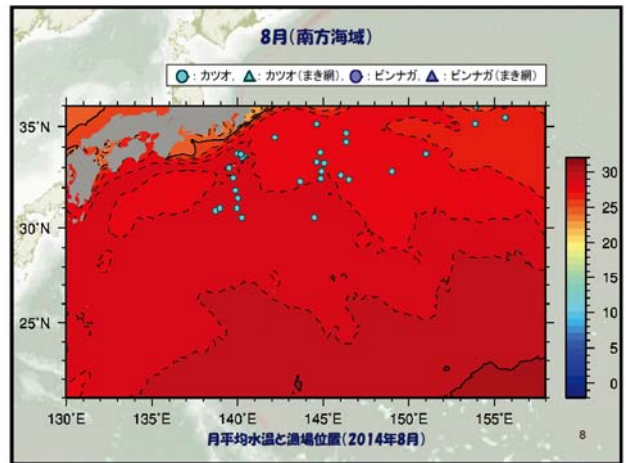 8月(南方海域)
○:カツオ, △:カツオ(まき網), ○:ビンナガ, △:ビンナガ(まき網)
35°N
30°N
25°N
130°E 135°E 140°E 145°E 150°E 155°E
30
25
20
15
10
5
0
月平均水温と漁場位置(2014年8月)
8